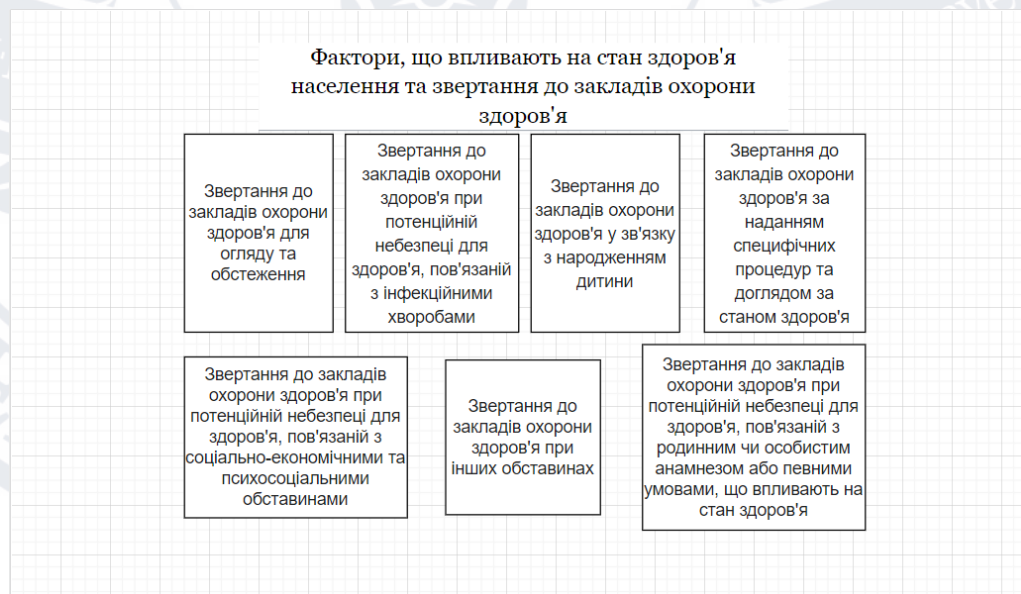 Фактори, що впливають на стан здоров'я
населення та звертання до закладів охорони
здоров'я
Звертання до
закладів охорони
здоров'я для
огляду та
обстеження
Звертання до
закладів охорони
здоров'я при
потенційній
небезпеці для
здоров'я, пов'язаній
з інфекційними
хворобами
Звертання до
закладів охорони
здоров'я у зв'язку
з народженням
дитини
Звертання до
закладів охорони
здоров'я за
наданням
специфічних
процедур та
доглядом за
станом здоров'я
Звертання до закладів
охорони здоров'я при
потенційній небезпеці для
здоров'я, пов'язаній з
соціально-економічними та
психосоціальними
обставинами
Звертання до
закладів охорони
здоров'я при
інших обставинах
Звертання до закладів
охорони здоров'я при
потенційній небезпеці для
здоров'я, пов'язаній з
родинним чи особистим
анамнезом або певними
умовами, що впливають на
стан здоров'я